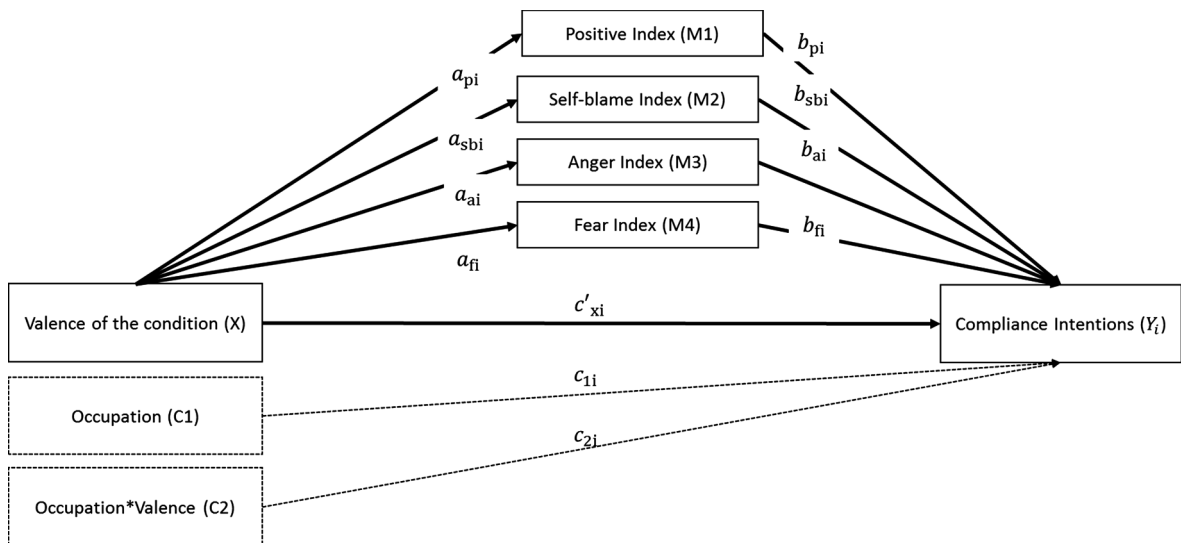 Positive Index (M1)
b_pi
a_pi
Self-blame Index (M2)
b_sbi
a_sbi
Anger Index (M3)
b_ai
a_ai
Fear Index (M4)
b_fi
a_fi
Valence of the condition (X)
c′_xi
Compliance Intentions (Y_i)
c_1i
Occupation (C1)
c_2i
Occupation*Valence (C2)